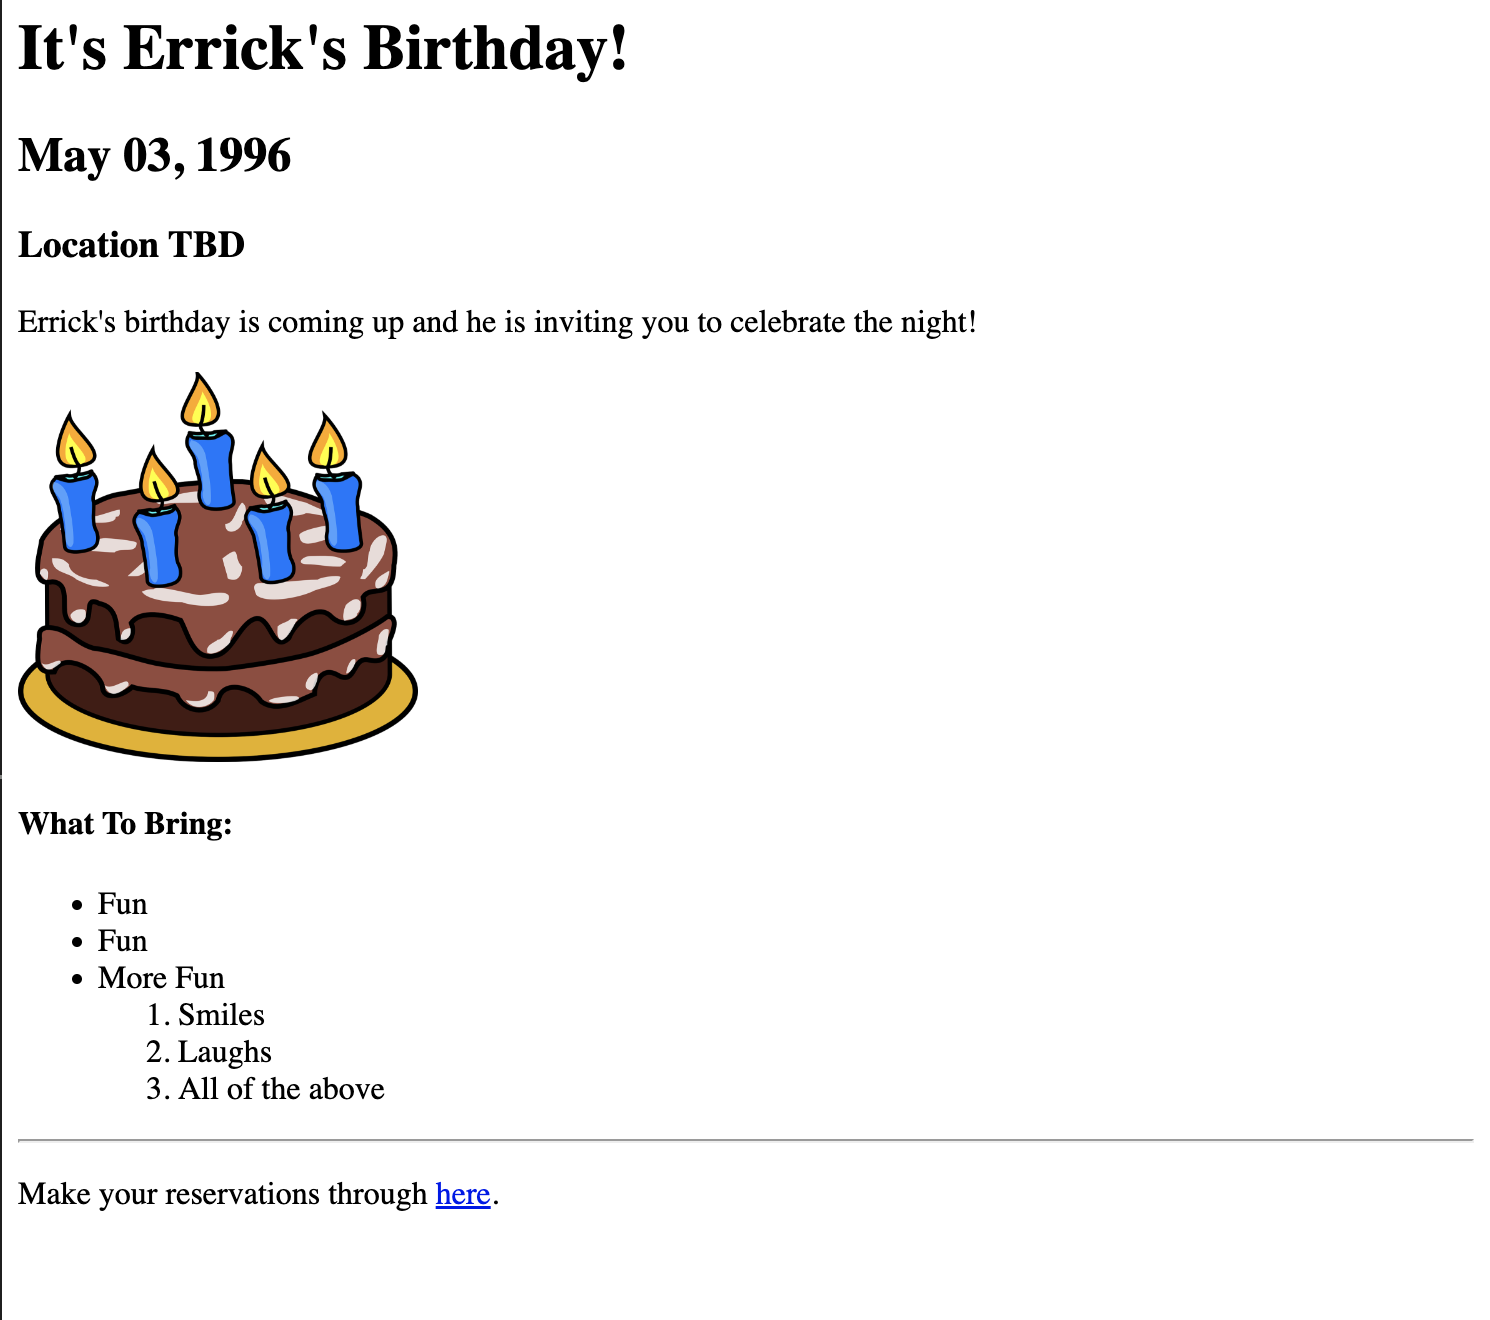 It's Errick's Birthday!
May 03, 1996
Location TBD
Errick's birthday is coming up and he is inviting you to celebrate the night!
What To Bring:
• Fun
• Fun
• More Fun
1. Smiles
2. Laughs
3. All of the above
Make your reservations through here.